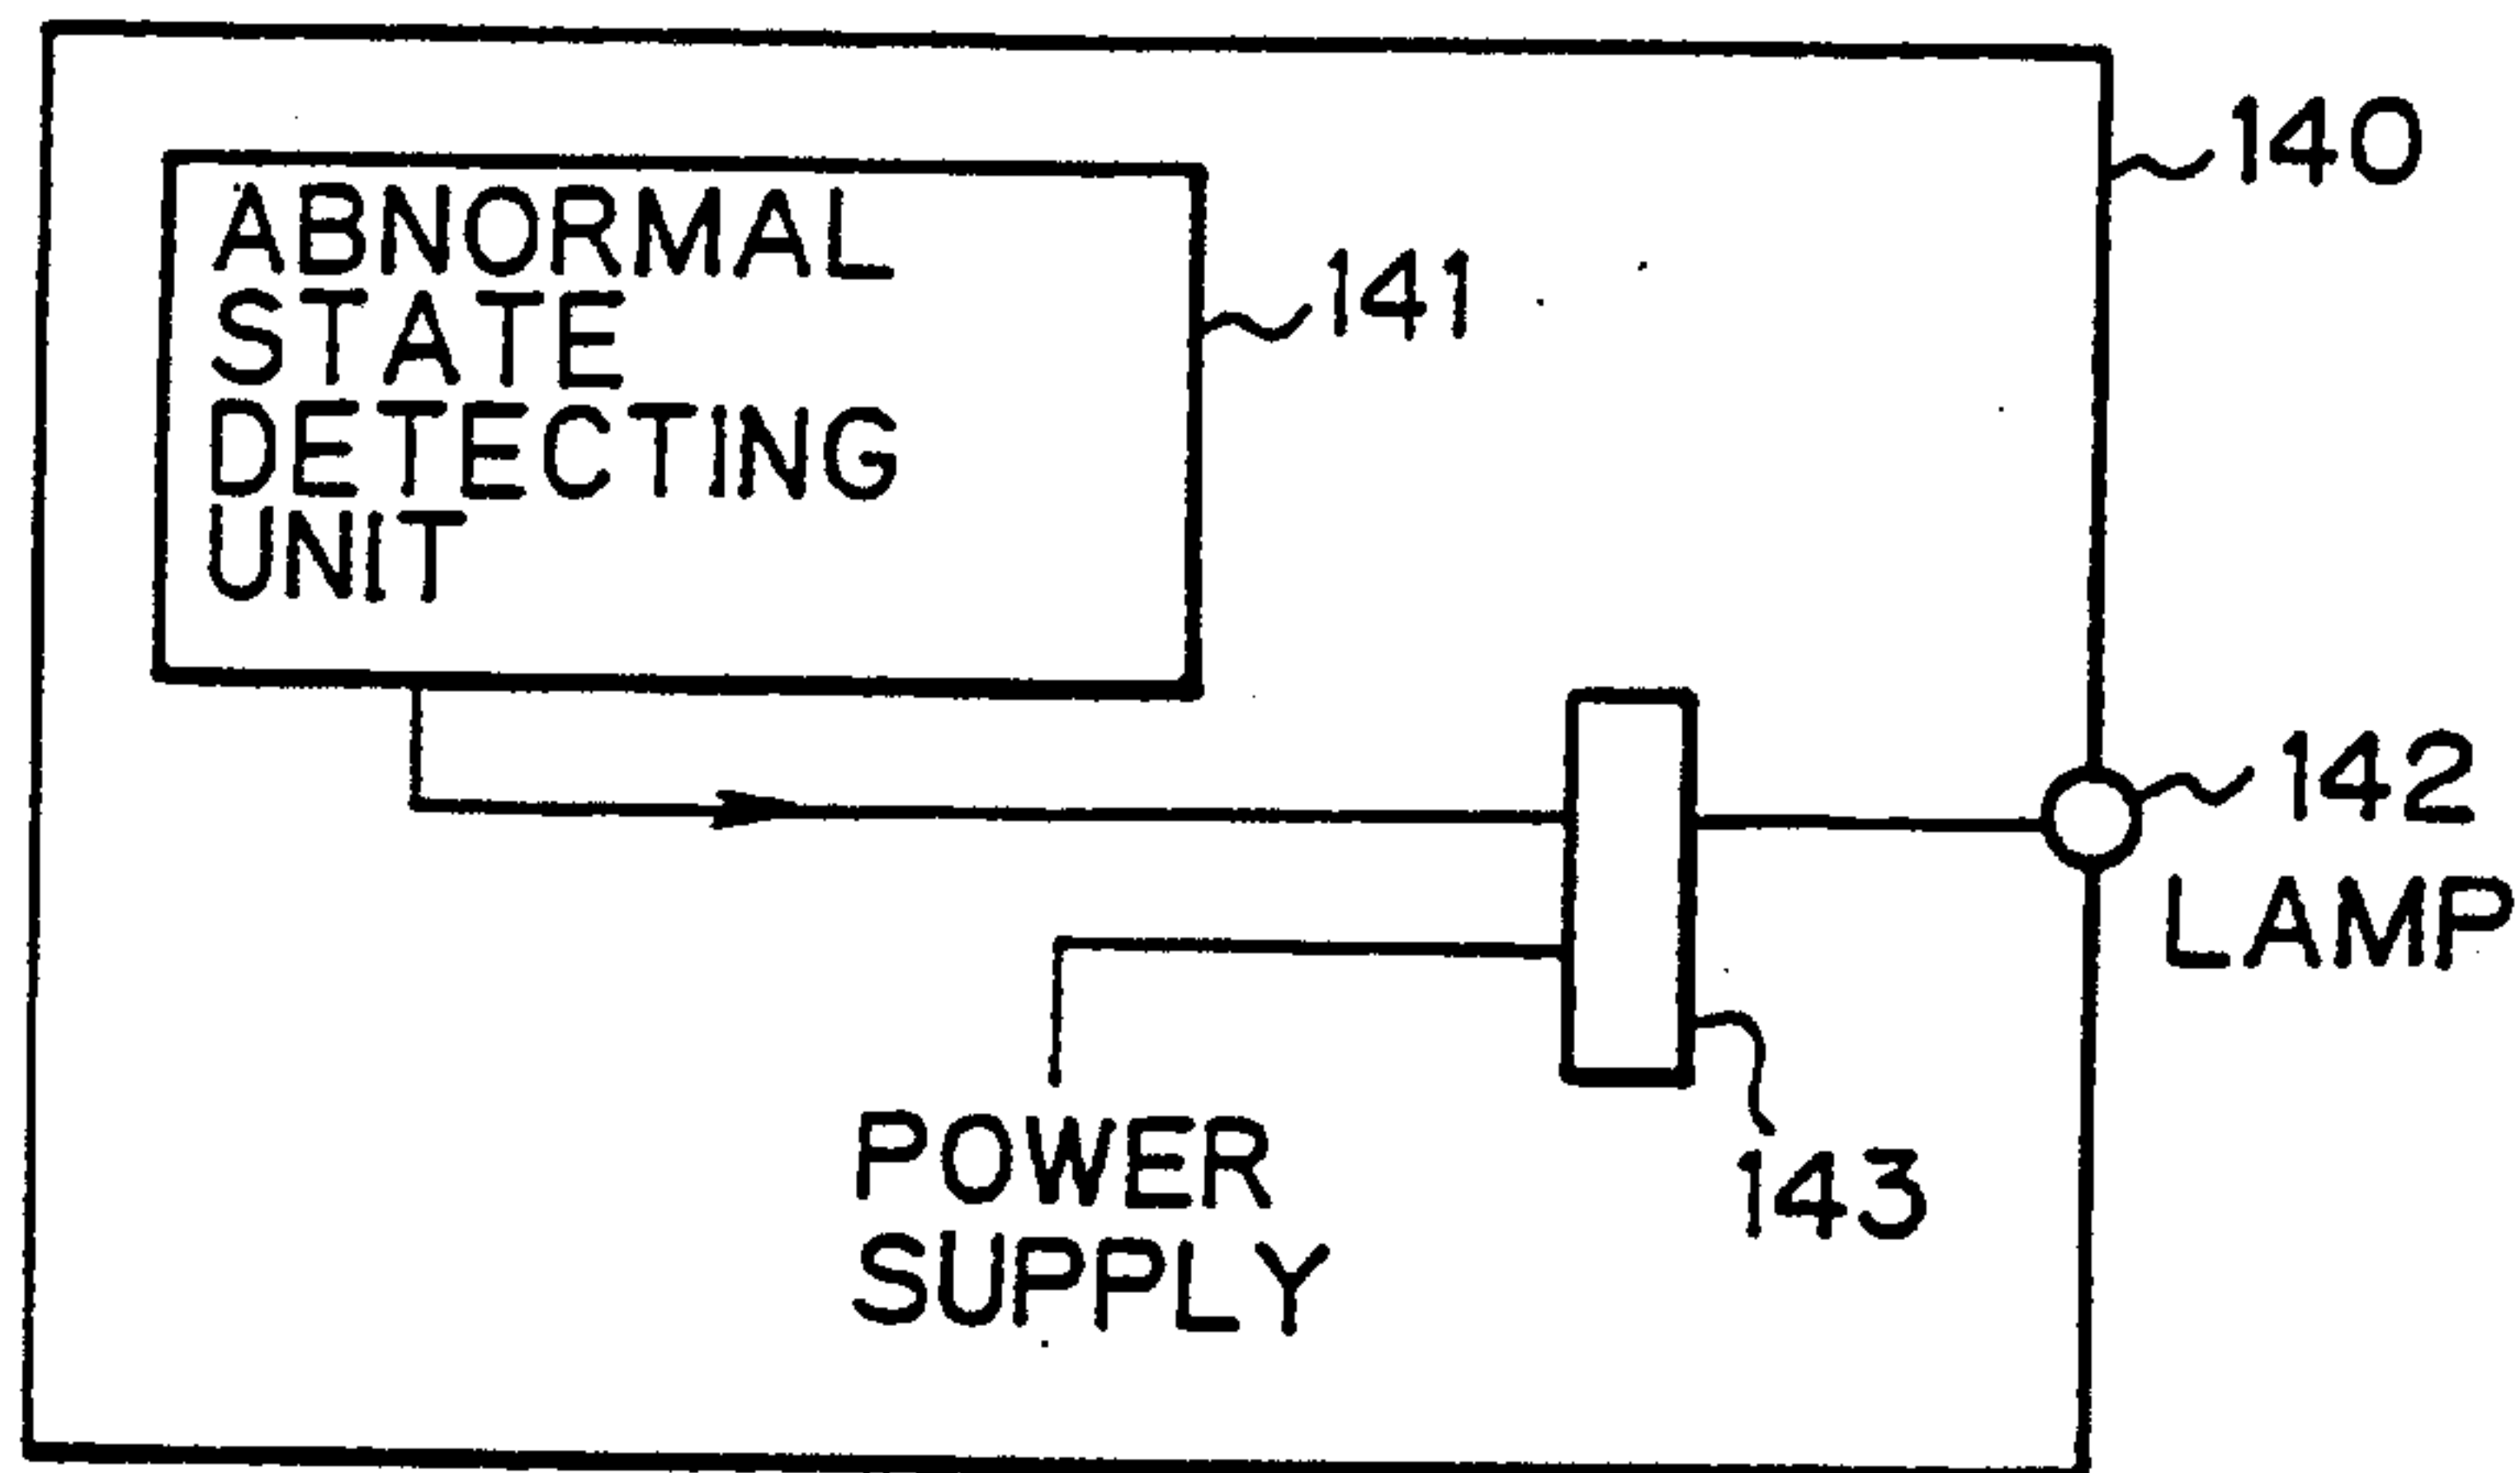 140
ABNORMAL
STATE
DETECTING
UNIT
141
142
LAMP
POWER
SUPPLY
143